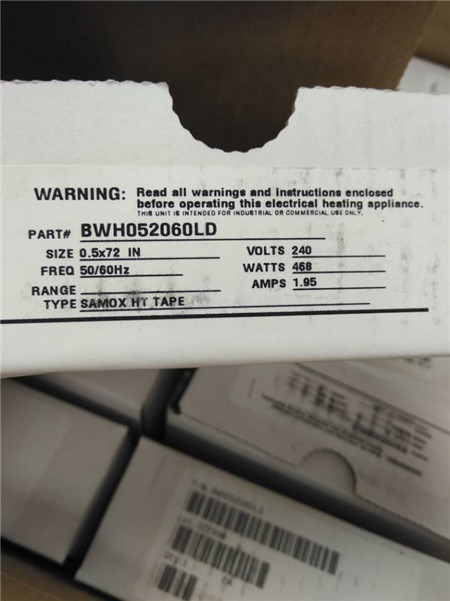 WARNING: Read all warnings and instructions enclosed
before operating this electrical heating appliance.
THIS UNIT IS INTENDED FOR INDUSTRIAL OR COMMERCIAL USE ONLY.
PART# BWH052060LD
SIZE 0.5x72 IN VOLTS 240
FREQ 50/60Hz WATTS 468
RANGE AMPS 1.95
TYPE SAMOX HT TAPE
P/N BWH052060LD
EA